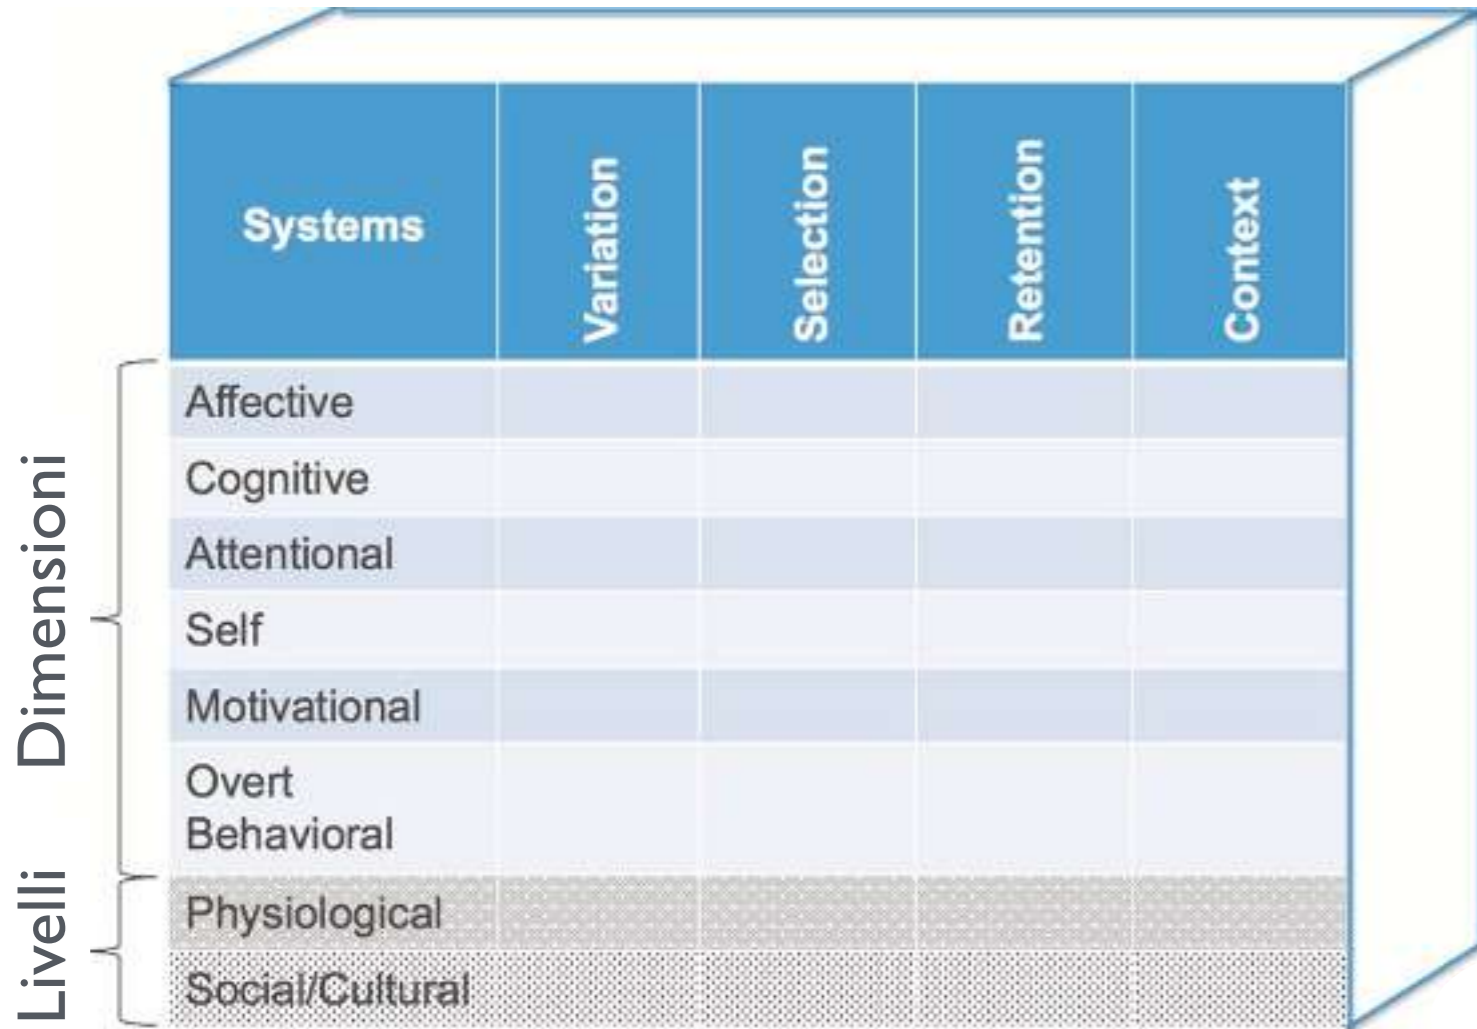 Systems
Variation
Selection
Retention
Context
Dimensioni
Affective
Cognitive
Attentional
Self
Motivational
Overt
Behavioral
Livelli
Physiological
Social/Cultural